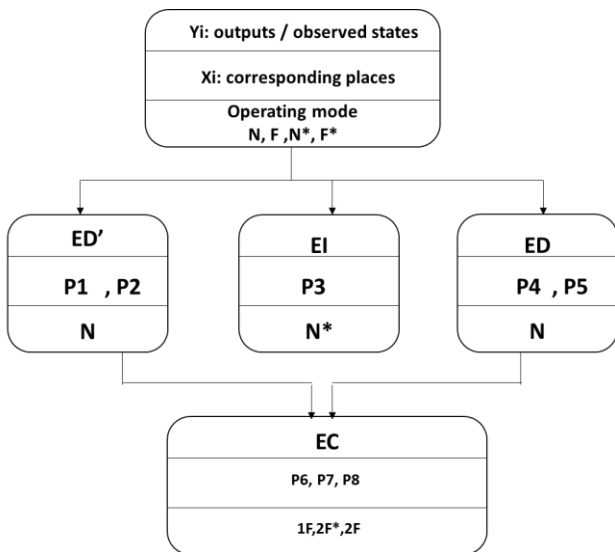 Yi: outputs / observed states
Xi: corresponding places
Operating mode
N, F ,N*, F*
ED’
P1 , P2
N
EI
P3
N*
ED
P4 , P5
N
EC
P6, P7, P8
1F,2F*,2F